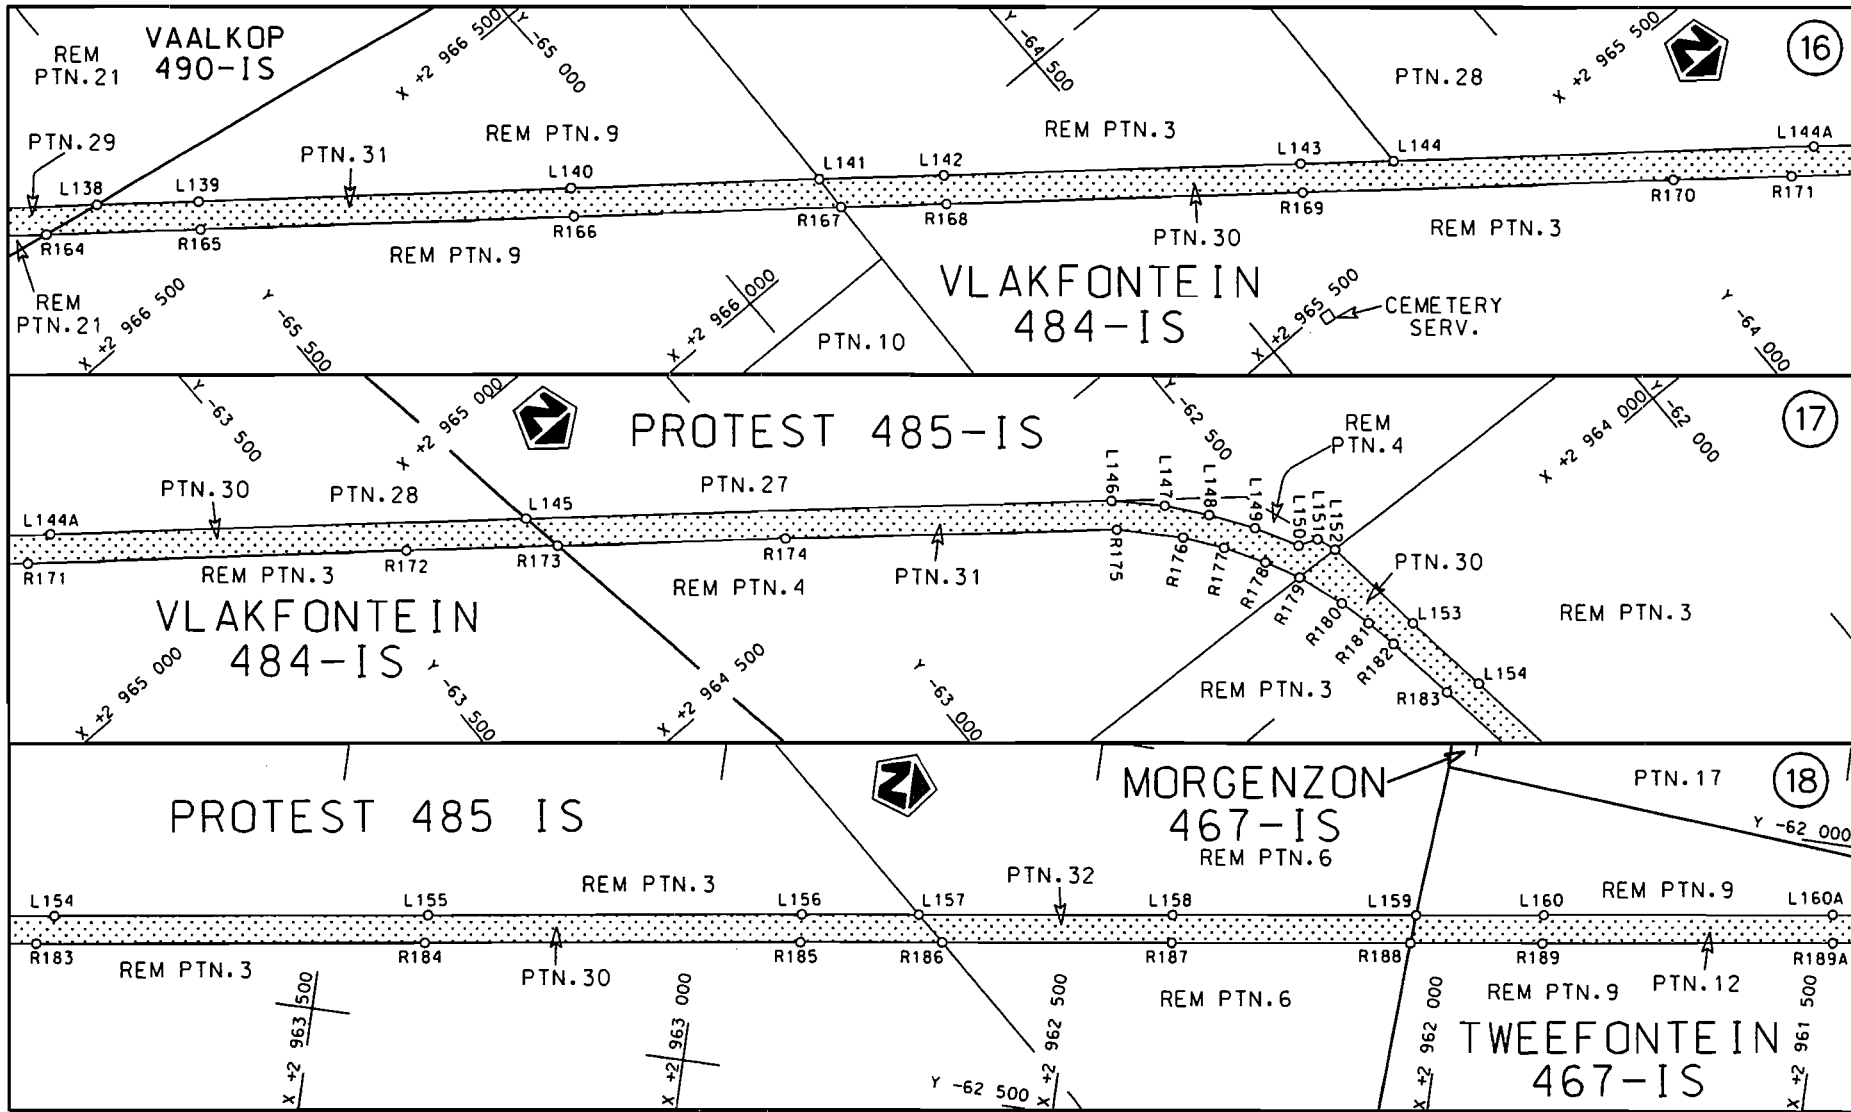 REM
PTN.21
VAALKOP
490-IS
X +2 966 500
Y -65 000
Y -64 500
X +2 965 500
PTN.28
16
PTN.29
PTN.31
REM PTN.9
REM PTN.3
L138
L139
L140
L141
L142
L143
L144
L144A
R164
R165
R166
R167
R168
R169
R170
R171
REM PTN.9
PTN.30
REM PTN.3
REM
PTN.21
X +2 966 500
Y -65 500
X +2 966 000
PTN.10
VLAKFONTEIN
484-IS
X +2 965 500
CEMETERY
SERV.
Y -64 000
Y -63 500
X +2 965 000
PROTEST 485-IS
Y -62 500
REM
PTN.4
X +2 964 000
Y -62 000
17
PTN.30
PTN.28
PTN.27
L144A
L145
L146
L147
L148
L149
L150
L151
L152
L153
L154
R171
R172
R173
R174
R175
R176
R177
R178
R179
R180
R181
R182
R183
REM PTN.3
REM PTN.4
PTN.31
PTN.30
REM PTN.3
VLAKFONTEIN
484-IS
X +2 965 000
Y -63 500
X +2 964 500
Y -63 000
REM PTN.3
PROTEST 485 IS
MORGENZON
467-IS
REM PTN.6
PTN.17
18
Y -62 000
REM PTN.3
PTN.32
REM PTN.9
L154
L155
L156
L157
L158
L159
L160
L160A
R183
R184
R185
R186
R187
R188
R189
R189A
REM PTN.3
PTN.30
REM PTN.6
REM PTN.9
PTN.12
X +2 963 500
X +2 963 000
Y -62 500
X +2 962 500
X +2 962 000
X +2 961 500
TWEEFONTEIN
467-IS